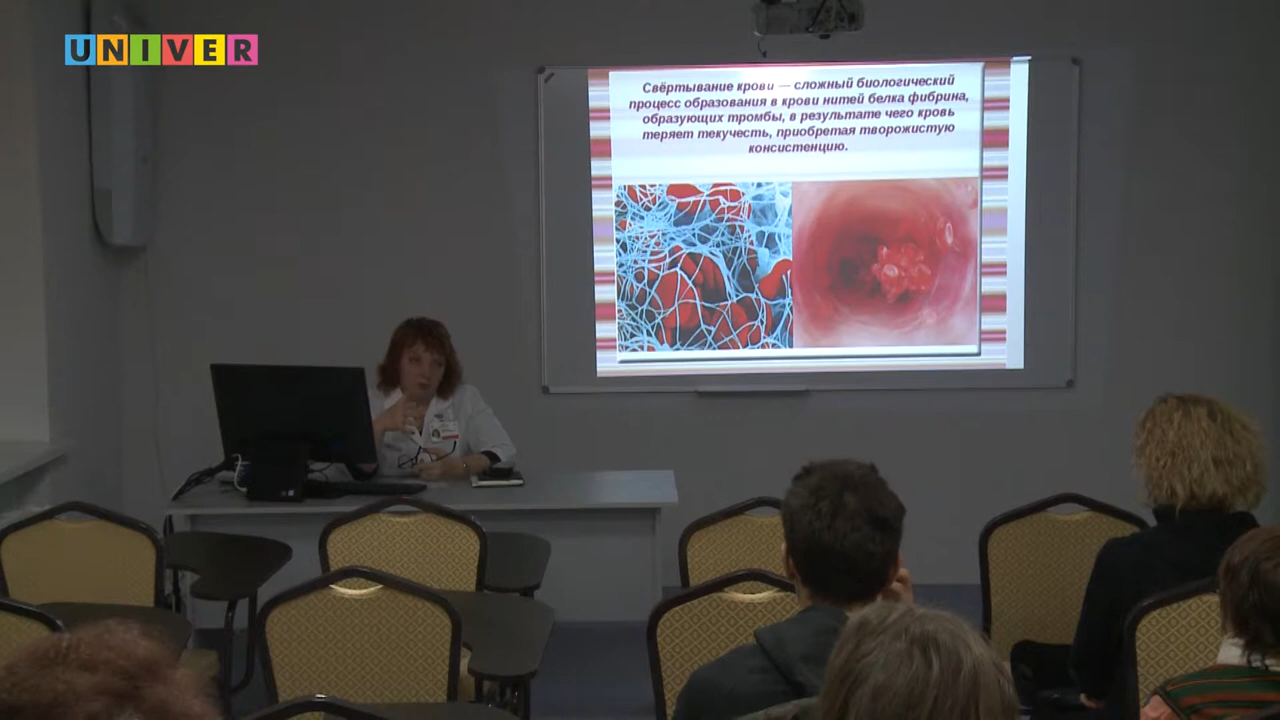 UNIVER
Свёртывание крови — сложный биологический
процесс образования в крови нитей белка фибрина,
образующих тромбы, в результате чего кровь
теряет текучесть, приобретая творожистую
консистенцию.